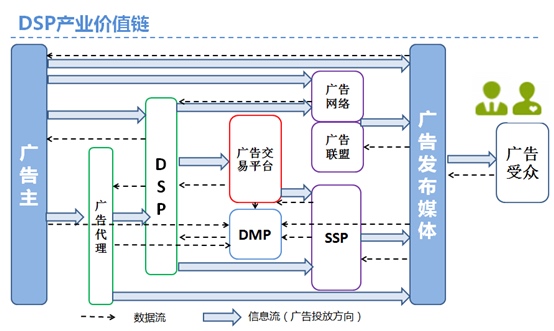 DSP产业价值链
广告主
广告代理
DSP
广告交
易平台
DMP
广告
网络
广告
联盟
SSP
广告发布媒体
广告
受众
数据流
信息流（广告投放方向）